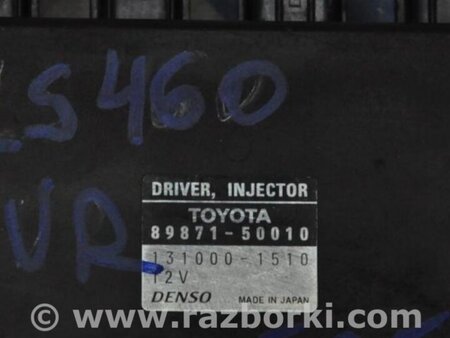 LS460
VR
DRIVER, INJECTOR
TOYOTA
89871-50010
131000-1510
12V
DENSO MADE IN JAPAN
www.razborki.com